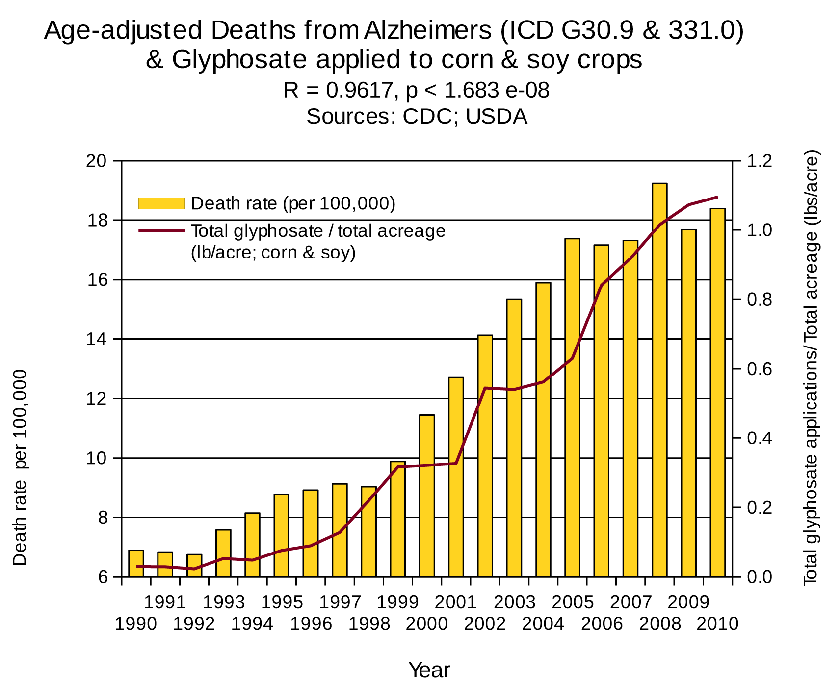 Age-adjusted Deaths from Alzheimers (ICD G30.9 & 331.0)
& Glyphosate applied to corn & soy crops
R = 0.9617, p < 1.683 e-08
Sources: CDC; USDA
Death rate (per 100,000)
Total glyphosate / total acreage
(lb/acre; corn & soy)
20
18
16
14
12
10
8
6
Death rate per 100,000
1.2
1.0
0.8
0.6
0.4
0.2
0.0
Total glyphosate applications/Total acreage (lbs/acre)
1991 1993 1995 1997 1999 2001 2003 2005 2007 2009
1990 1992 1994 1996 1998 2000 2002 2004 2006 2008 2010
Year